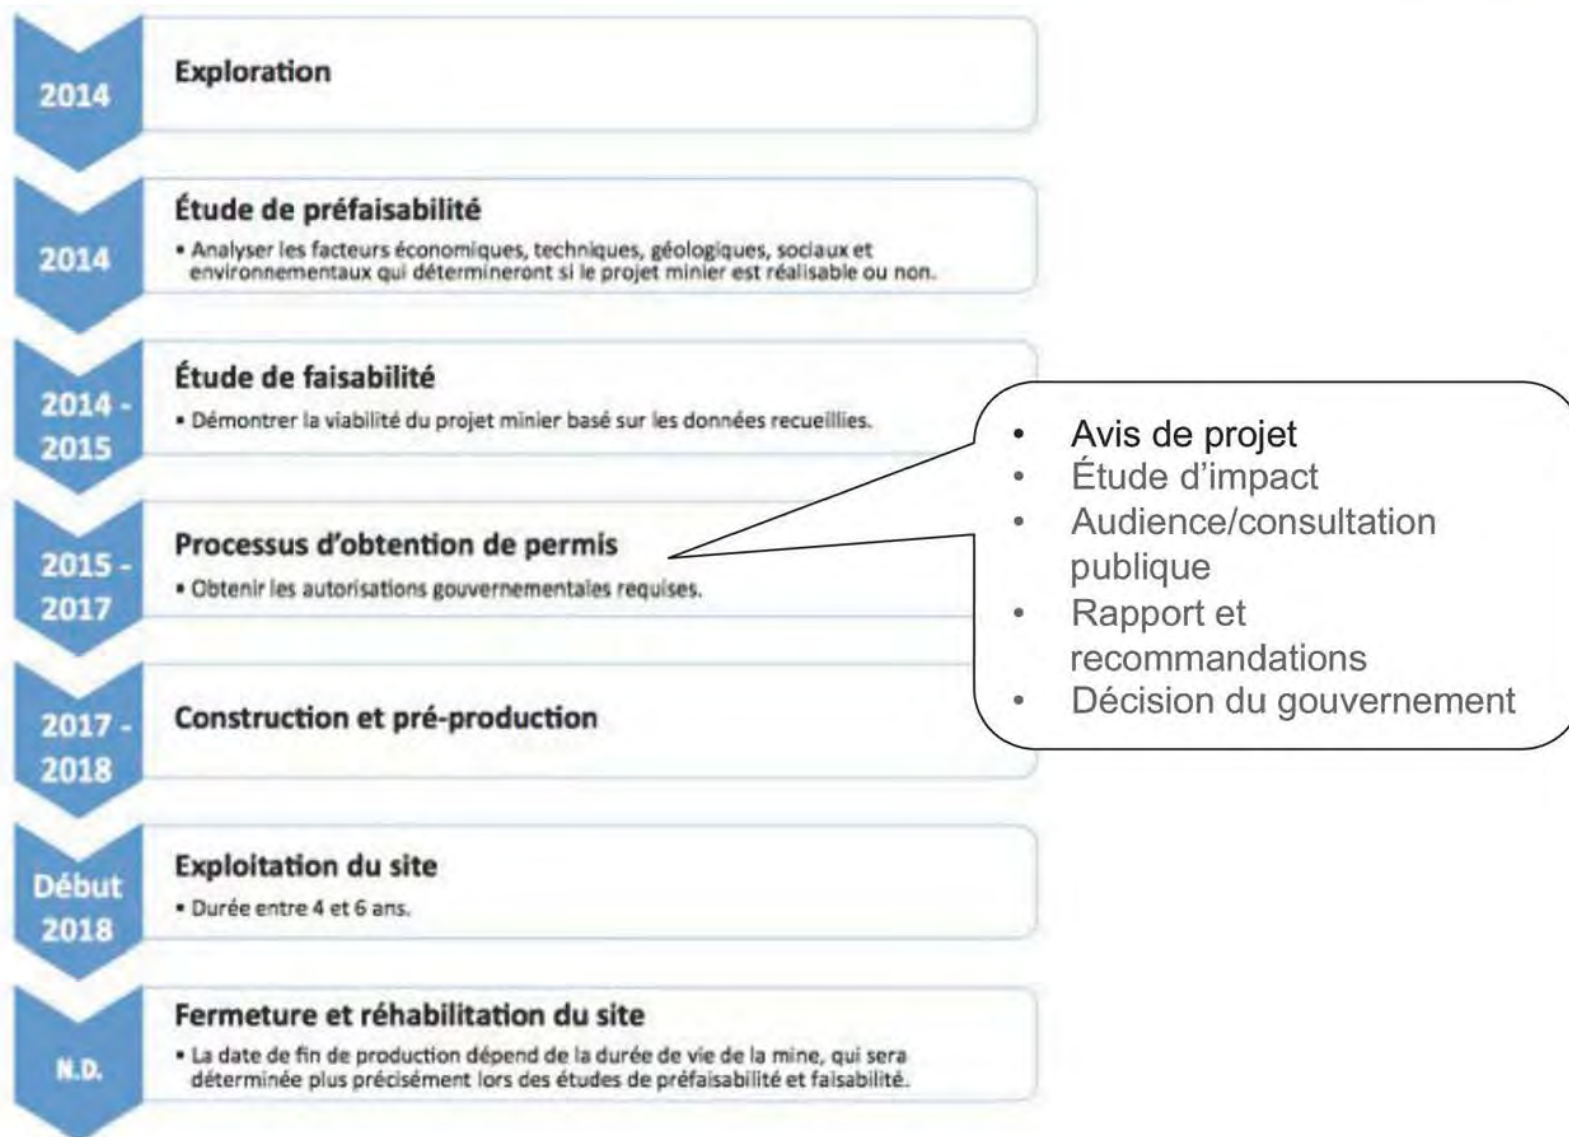 2014
Exploration
2014
Étude de préfaisabilité
▪ Analyser les facteurs économiques, techniques, géologiques, sociaux et
environnementaux qui détermineront si le projet minier est réalisable ou non.
2014 -
2015
Étude de faisabilité
▪ Démontrer la viabilité du projet minier basé sur les données recueillies.
2015 -
2017
Processus d'obtention de permis
▪ Obtenir les autorisations gouvernementales requises.
• Avis de projet
• Étude d'impact
• Audience/consultation
publique
• Rapport et
recommandations
• Décision du gouvernement
2017 -
2018
Construction et pré-production
Début
2018
Exploitation du site
▪ Durée entre 4 et 6 ans.
N.D.
Fermeture et réhabilitation du site
▪ La date de fin de production dépend de la durée de vie de la mine, qui sera
déterminée plus précisément lors des études de préfaisabilité et faisabilité.